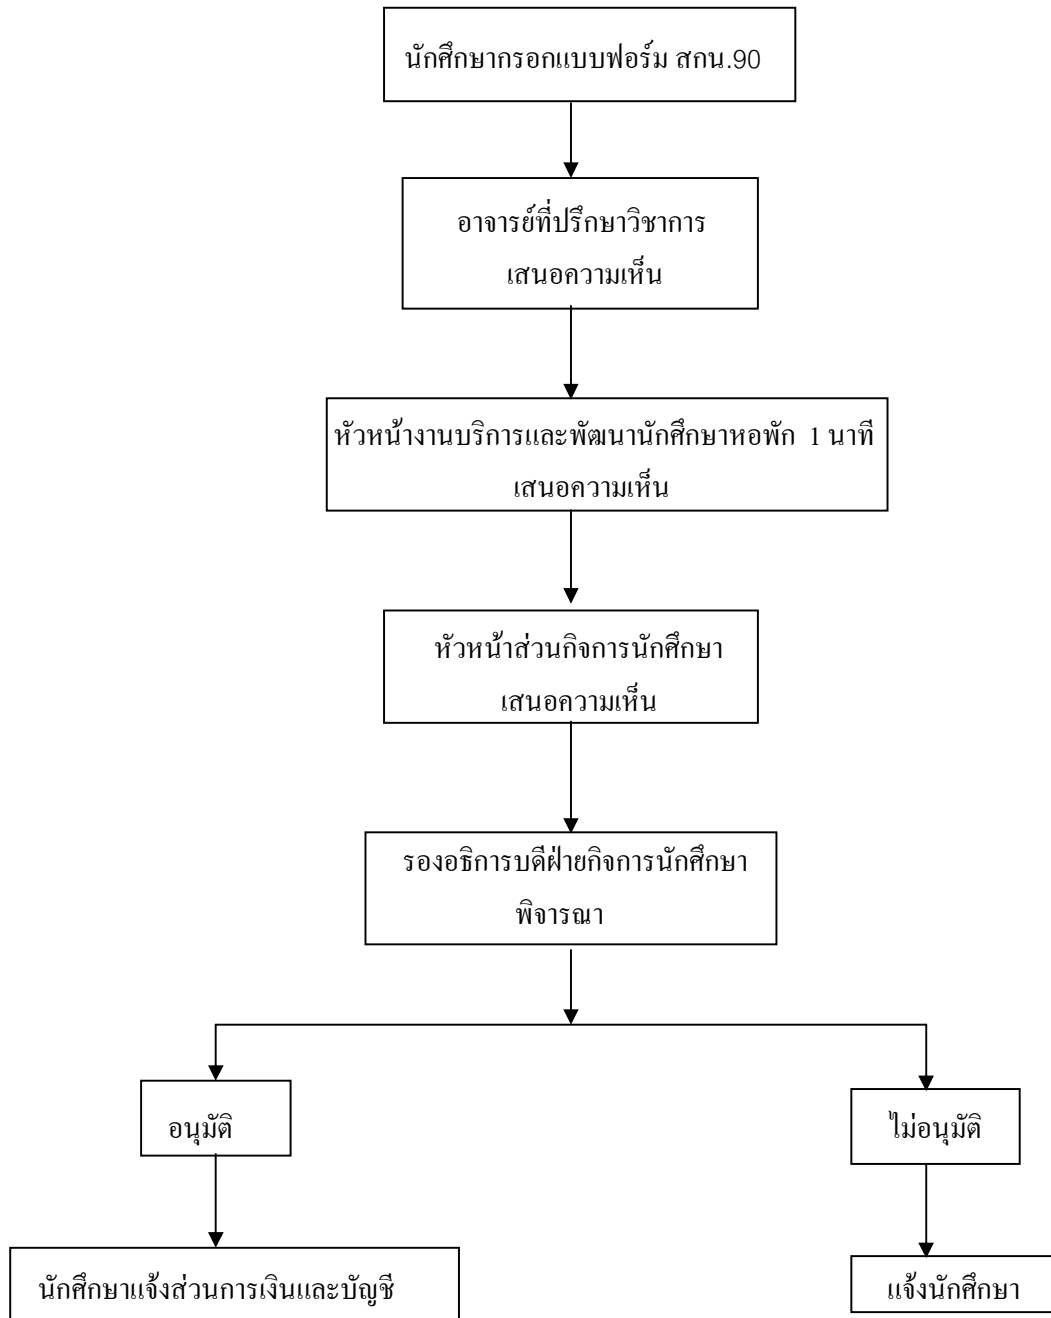 นักศึกษากรอกแบบฟอร์ม สกน.90
อาจารย์ที่ปรึกษาวิชาการ
เสนอความเห็น
หัวหน้างานบริการและพัฒนานักศึกษาหอพัก 1 นาที
เสนอความเห็น
หัวหน้าส่วนกิจการนักศึกษา
เสนอความเห็น
รองอธิการบดีฝ่ายกิจการนักศึกษา
พิจารณา
อนุมัติ
ไม่อนุมัติ
นักศึกษาแจ้งส่วนการเงินและบัญชี
แจ้งนักศึกษา